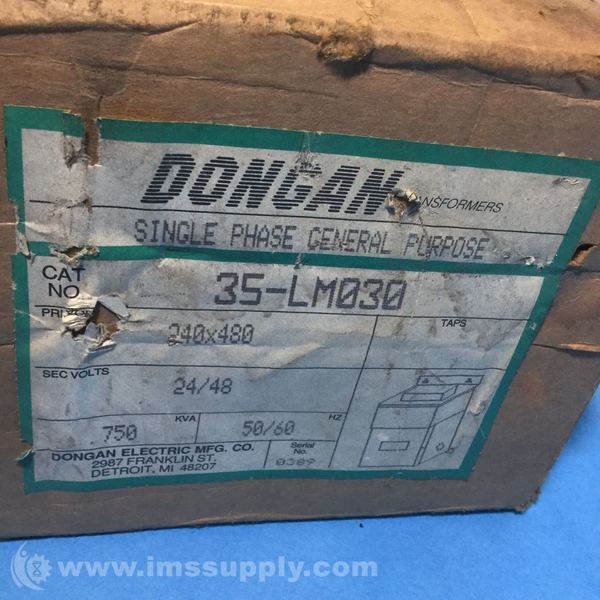 DONGAN
SINGLE PHASE GENERAL PURPOSE
CAT NO 35-LM030
240x480
TAPS
SEC VOLTS 24/48
750 KVA 50/60 HZ
DONGAN ELECTRIC MFG. CO.
2987 FRANKLIN ST.
DETROIT, MI 48207
Serial No. 0389
www.imssupply.com